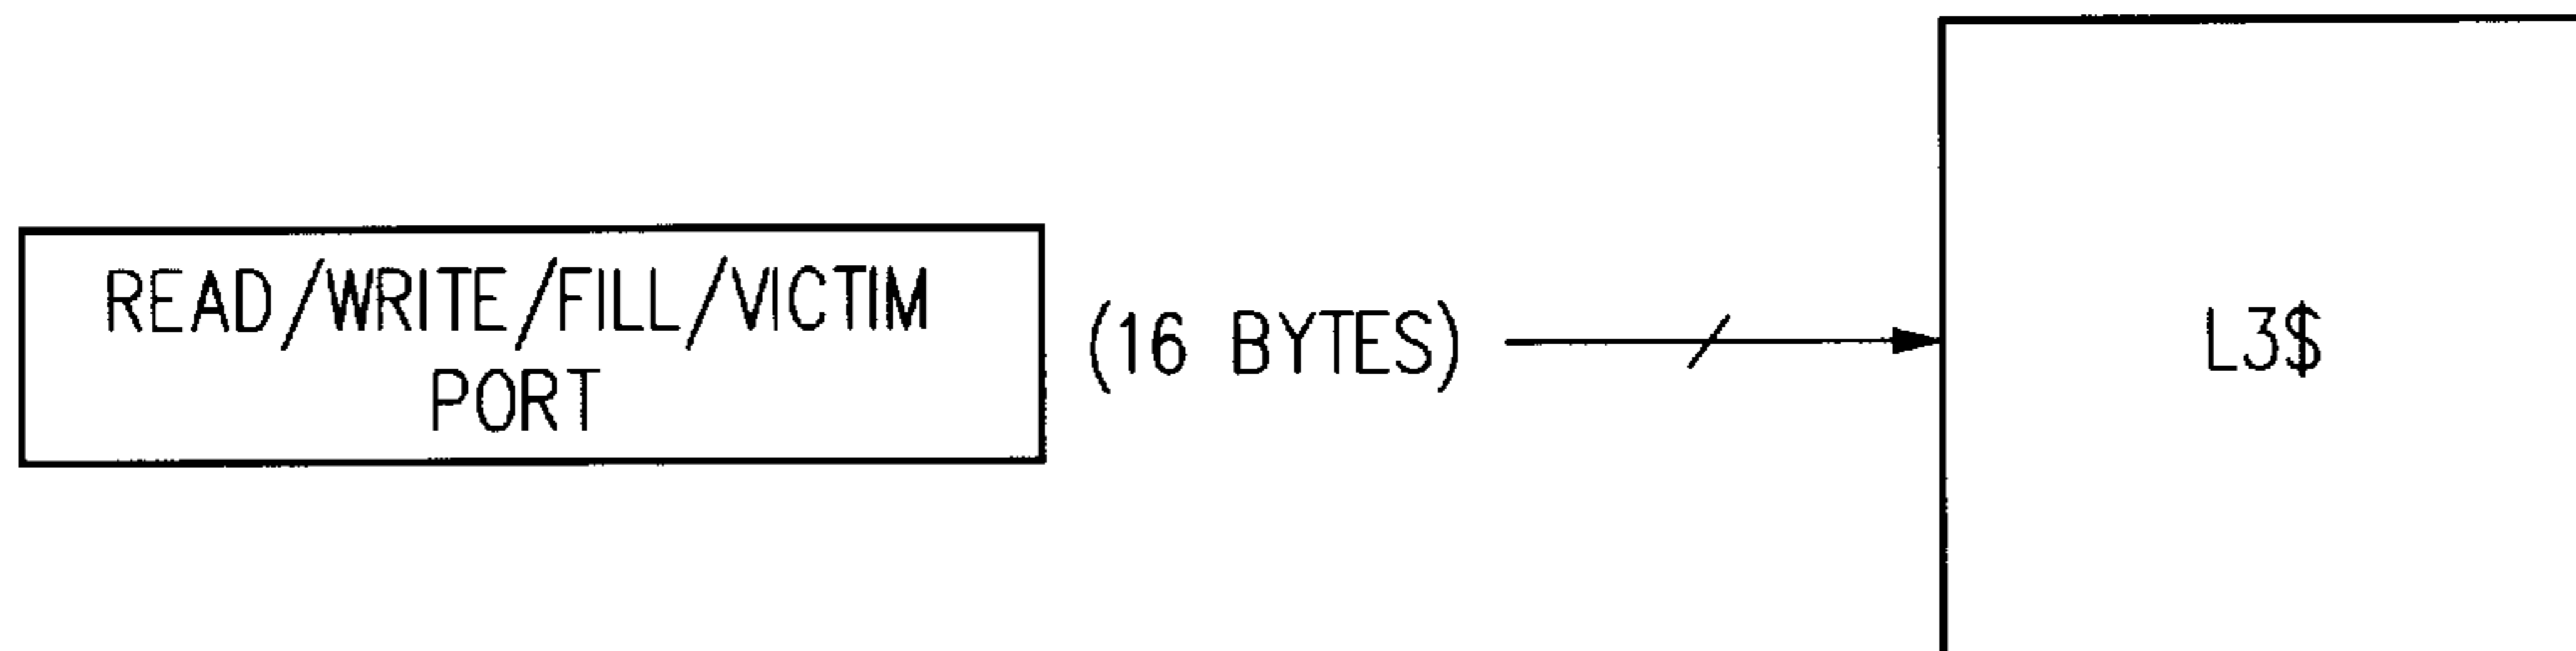 READ/WRITE/FILL/VICTIM
PORT
(16 BYTES)
L3$